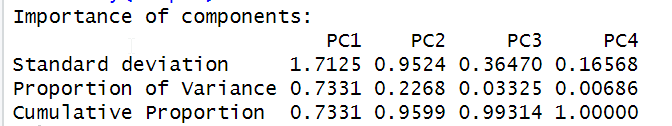 Importance of components:
PC1 PC2 PC3 PC4
Standard deviation 1.7125 0.9524 0.36470 0.16568
Proportion of Variance 0.7331 0.2268 0.03325 0.00686
Cumulative Proportion 0.7331 0.9599 0.99314 1.00000